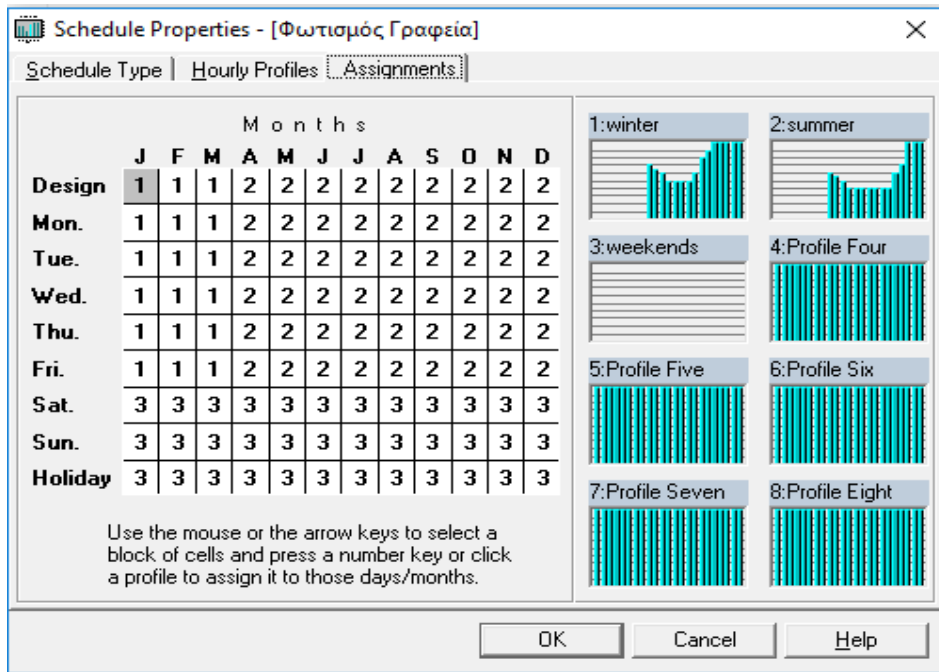 Schedule Properties - [Φωτισμός Γραφεία]
Schedule Type Hourly Profiles Assignments
Months
J F M A M J J A S O N D
Design 1 1 1 2 2 2 2 2 2 2 2 2
Mon. 1 1 1 2 2 2 2 2 2 2 2 2
Tue. 1 1 1 2 2 2 2 2 2 2 2 2
Wed. 1 1 1 2 2 2 2 2 2 2 2 2
Thu. 1 1 1 2 2 2 2 2 2 2 2 2
Fri. 1 1 1 2 2 2 2 2 2 2 2 2
Sat. 3 3 3 3 3 3 3 3 3 3 3 3
Sun. 3 3 3 3 3 3 3 3 3 3 3 3
Holiday 3 3 3 3 3 3 3 3 3 3 3 3
Use the mouse or the arrow keys to select a
block of cells and press a number key or click
a profile to assign it to those days/months.
1:winter 2:summer
3:weekends 4:Profile Four
5:Profile Five 6:Profile Six
7:Profile Seven 8:Profile Eight
OK Cancel Help